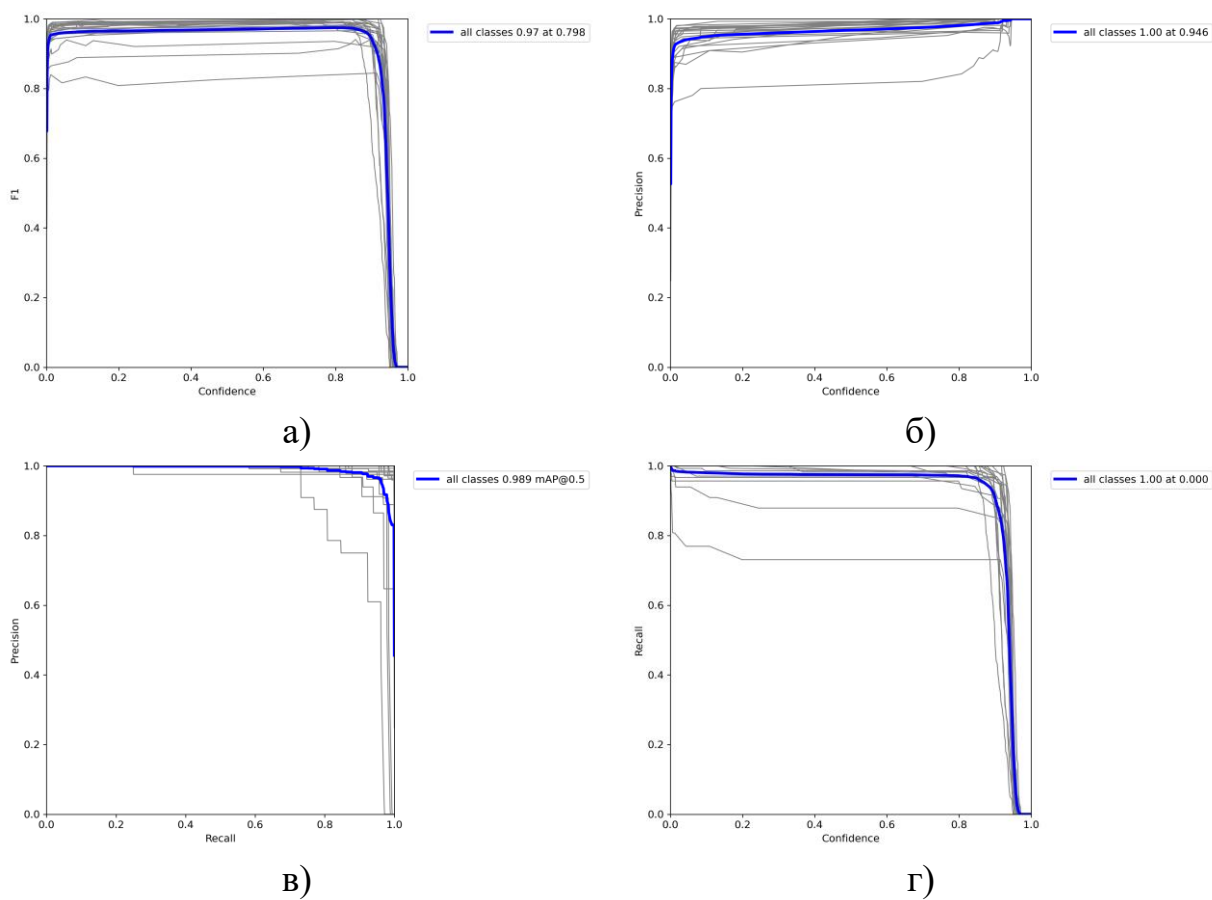 1.0
0.8
0.6
0.4
0.2
0.0
F1
0.0 0.2 0.4 0.6 0.8 1.0
Confidence
all classes 0.97 at 0.798
а)
1.0
0.8
0.6
0.4
0.2
0.0
Precision
0.0 0.2 0.4 0.6 0.8 1.0
Confidence
all classes 1.00 at 0.946
б)
1.0
0.8
0.6
0.4
0.2
0.0
Precision
0.0 0.2 0.4 0.6 0.8 1.0
Recall
all classes 0.989 mAP@0.5
в)
1.0
0.8
0.6
0.4
0.2
0.0
Recall
0.0 0.2 0.4 0.6 0.8 1.0
Confidence
all classes 1.00 at 0.000
г)